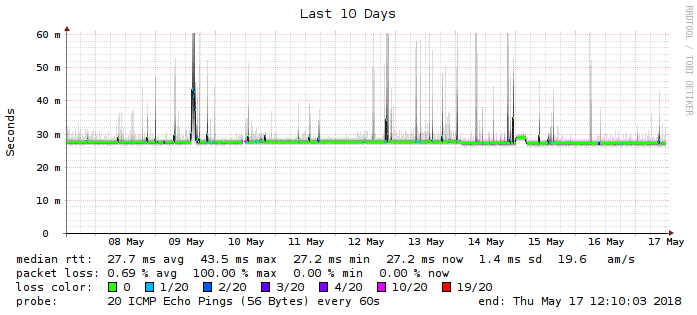 Last 10 Days
RRDTOOL / TOBI OETIKER
Seconds
60 m
50 m
40 m
30 m
20 m
10 m
0
08 May 09 May 10 May 11 May 12 May 13 May 14 May 15 May 16 May 17 May
median rtt: 27.7 ms avg 43.5 ms max 27.2 ms min 27.2 ms now 1.4 ms sd 19.6 am/s
packet loss: 0.69 % avg 100.00 % max 0.00 % min 0.00 % now
loss color: 0 1/20 2/20 3/20 4/20 10/20 19/20
probe: 20 ICMP Echo Pings (56 Bytes) every 60s end: Thu May 17 12:10:03 2018